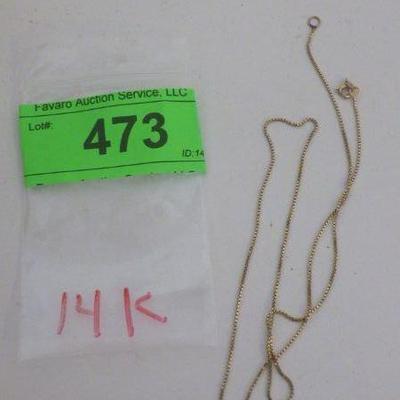 Favaro Auction Service, LLC
Lot#:
473
ID:14
14K